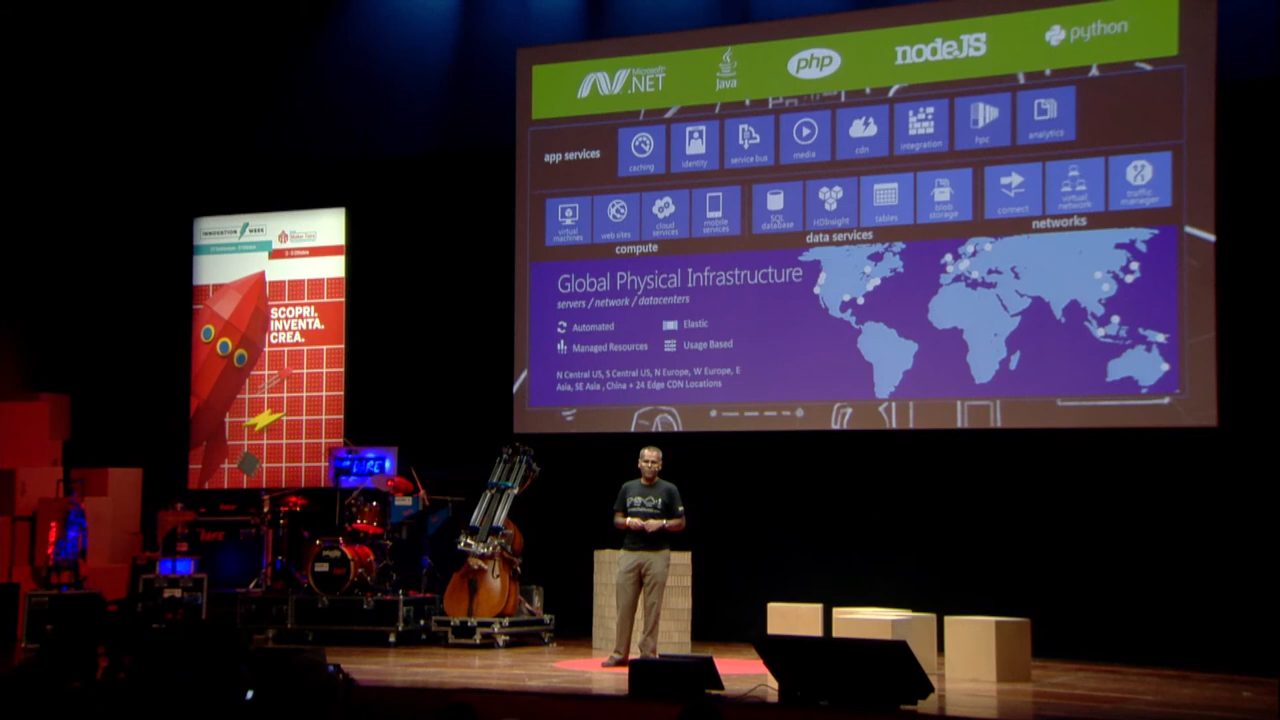 INNOVATION WEEK
Maker Faire
SCOPRI.
INVENTA.
CREA.
Microsoft
.NET
Java
php
nodeJS
python
app services
caching
identity
service bus
media
cdn
integration
hpc
analytics
virtual machines
web sites
cloud services
mobile services
SQL database
HDInsight
tables
blob storage
connect
virtual network
traffic manager
compute
data services
networks
Global Physical Infrastructure
servers / network / datacenters
Automated
Elastic
Managed Resources
Usage Based
N Central US, S Central US, N Europe, W Europe, E
Asia, SE Asia , China + 24 Edge CDN Locations